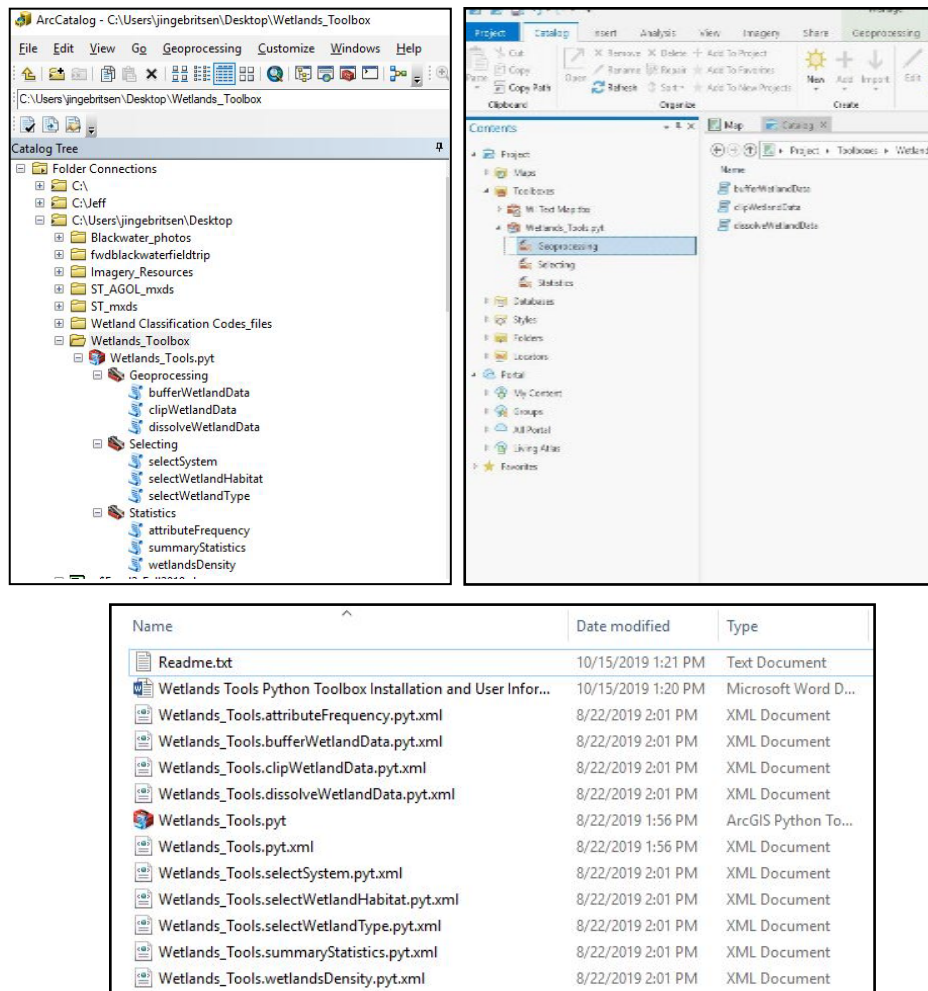 ArcCatalog - C:\Users\jingebritsen\Desktop\Wetlands_Toolbox
File Edit View Go Geoprocessing Customize Windows Help
C:\Users\jingebritsen\Desktop\Wetlands_Toolbox
Catalog Tree
Folder Connections
C:\
C:\Jeff
C:\Users\jingebritsen\Desktop
Blackwater_photos
fwdblackwaterfieldtrip
Imagery_Resources
ST_AGOL_mxds
ST_mxds
Wetland Classification Codes_files
Wetlands_Toolbox
Wetlands_Tools.pyt
Geoprocessing
bufferWetlandData
clipWetlandData
dissolveWetlandData
Selecting
selectSystem
selectWetlandHabitat
selectWetlandType
Statistics
attributeFrequency
summaryStatistics
wetlandsDensity
Project Catalog Insert Analysis View Imagery Share Geoprocessing
Cut Remove Delete Add To Project
Copy Open Rename Repair Add To Favorites New Add Import Edit
Paste Copy Path Refresh Sort Add To New Projects
Clipboard Organize Create
Contents
Map Catalog
Project Toolboxes Wetland
Name
bufferWetlandData
clipWetlandData
dissolveWetlandData
Project
Maps
Toolboxes
Wetlands_Tools.pyt
Geoprocessing
Selecting
Statistics
Databases
Styles
Folders
Locators
Portal
My Content
Groups
All Portal
Living Atlas
Favorites
Name Date modified Type
Readme.txt 10/15/2019 1:21 PM Text Document
Wetlands Tools Python Toolbox Installation and User Infor... 10/15/2019 1:20 PM Microsoft Word D...
Wetlands_Tools.attributeFrequency.pyt.xml 8/22/2019 2:01 PM XML Document
Wetlands_Tools.bufferWetlandData.pyt.xml 8/22/2019 2:01 PM XML Document
Wetlands_Tools.clipWetlandData.pyt.xml 8/22/2019 2:01 PM XML Document
Wetlands_Tools.dissolveWetlandData.pyt.xml 8/22/2019 2:01 PM XML Document
Wetlands_Tools.pyt 8/22/2019 1:56 PM ArcGIS Python To...
Wetlands_Tools.pyt.xml 8/22/2019 1:56 PM XML Document
Wetlands_Tools.selectSystem.pyt.xml 8/22/2019 2:01 PM XML Document
Wetlands_Tools.selectWetlandHabitat.pyt.xml 8/22/2019 2:01 PM XML Document
Wetlands_Tools.selectWetlandType.pyt.xml 8/22/2019 2:01 PM XML Document
Wetlands_Tools.summaryStatistics.pyt.xml 8/22/2019 2:01 PM XML Document
Wetlands_Tools.wetlandsDensity.pyt.xml 8/22/2019 2:01 PM XML Document